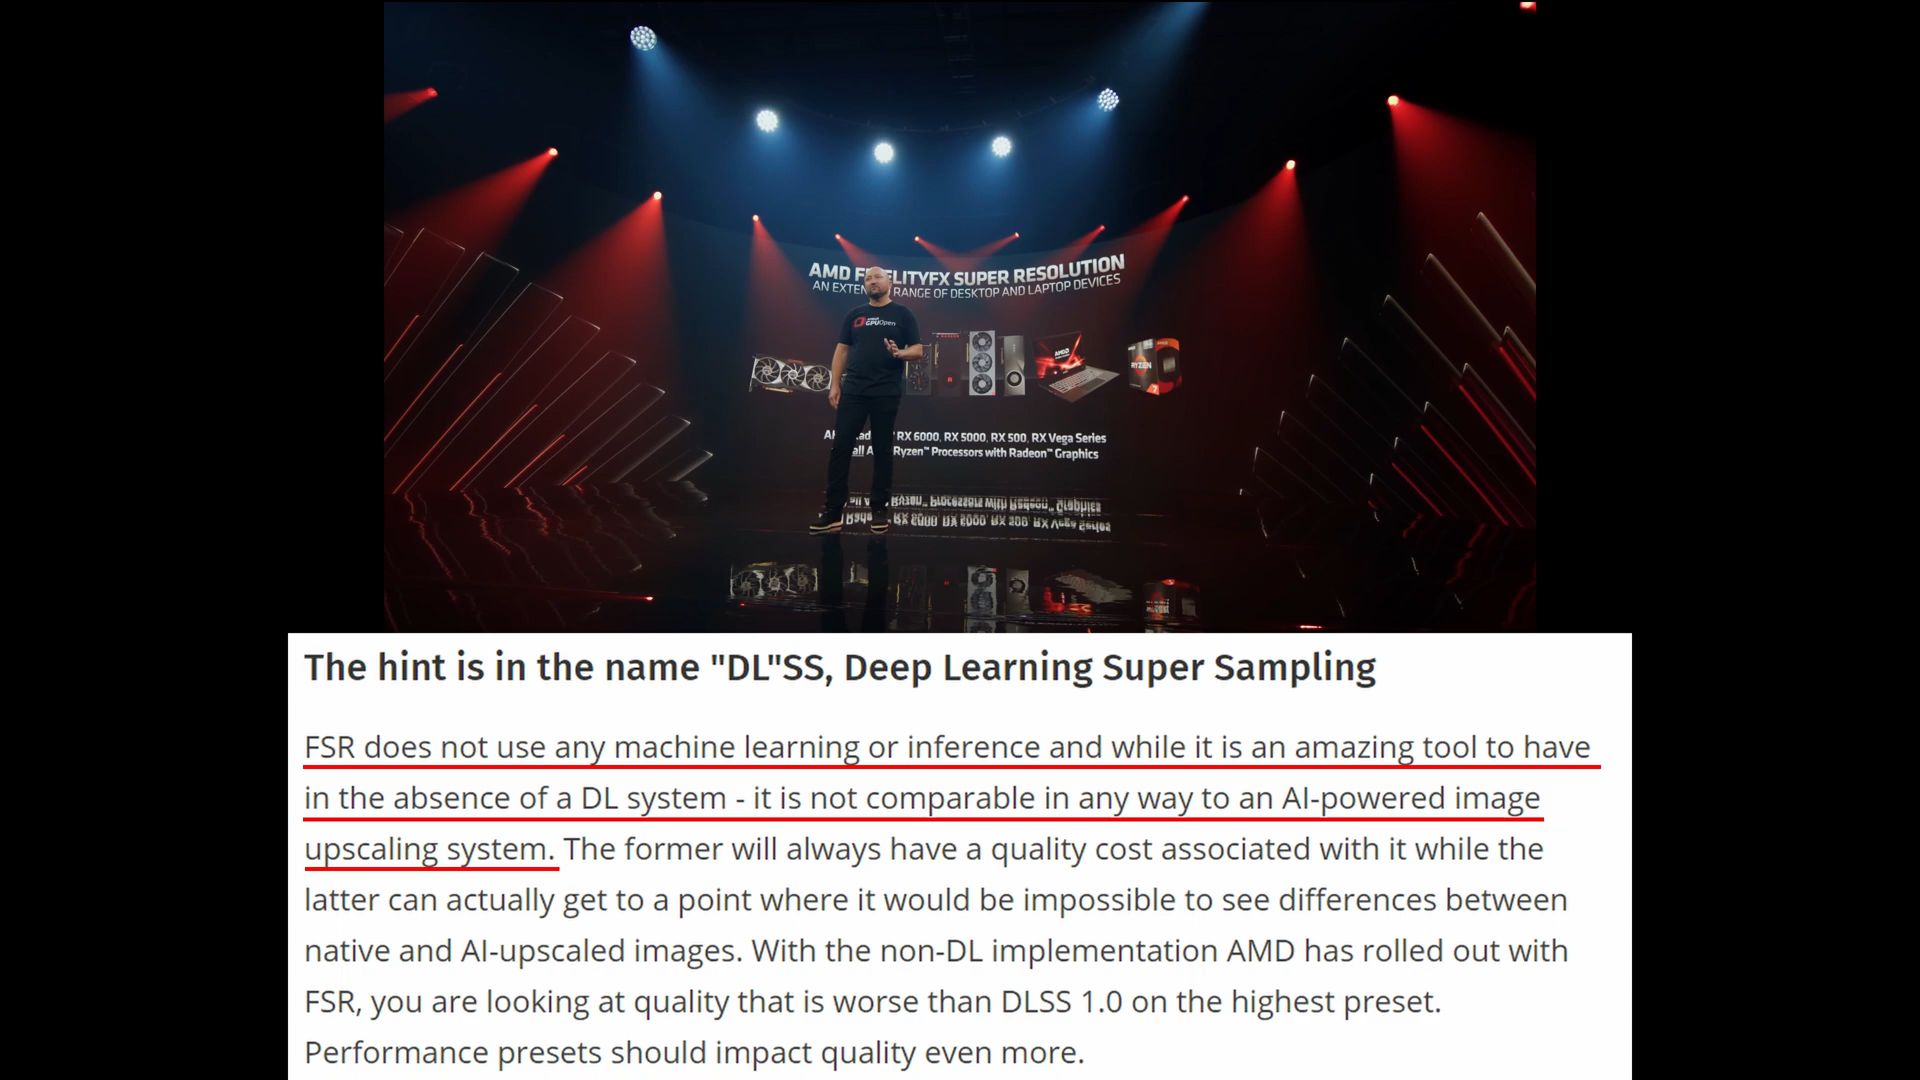 AMD F ELITYFX SUPER RESOLUTION
AN EXTEN RANGE OF DESKTOP AND LAPTOP DEVICES
GPUOpen
AMD
RYZEN
7
RX 6000, RX 5000, RX 500, RX Vega Series
all A Ryzen™ Processors with Radeon™ Graphics
The hint is in the name "DL"SS, Deep Learning Super Sampling
FSR does not use any machine learning or inference and while it is an amazing tool to have
in the absence of a DL system - it is not comparable in any way to an AI-powered image
upscaling system. The former will always have a quality cost associated with it while the
latter can actually get to a point where it would be impossible to see differences between
native and AI-upscaled images. With the non-DL implementation AMD has rolled out with
FSR, you are looking at quality that is worse than DLSS 1.0 on the highest preset.
Performance presets should impact quality even more.